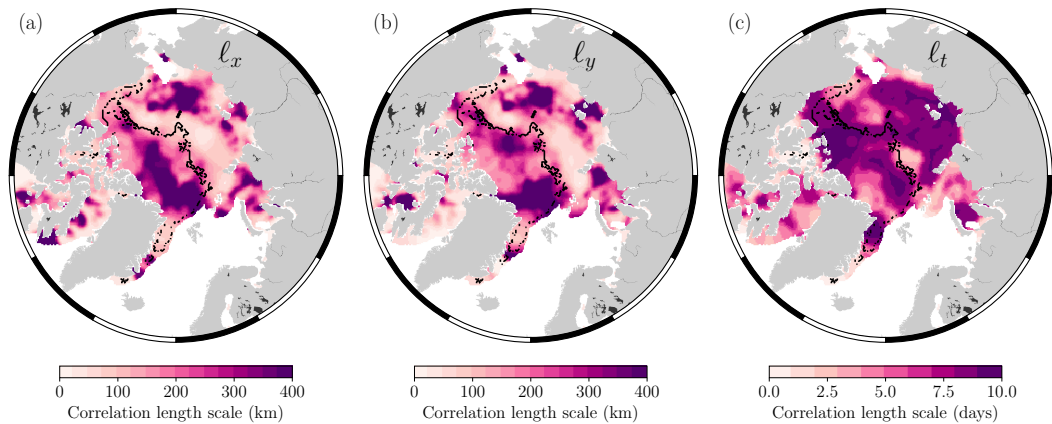 (a) ℓx
(b) ℓy
(c) ℓt
0 100 200 300 400
Correlation length scale (km)
0 100 200 300 400
Correlation length scale (km)
0.0 2.5 5.0 7.5 10.0
Correlation length scale (days)